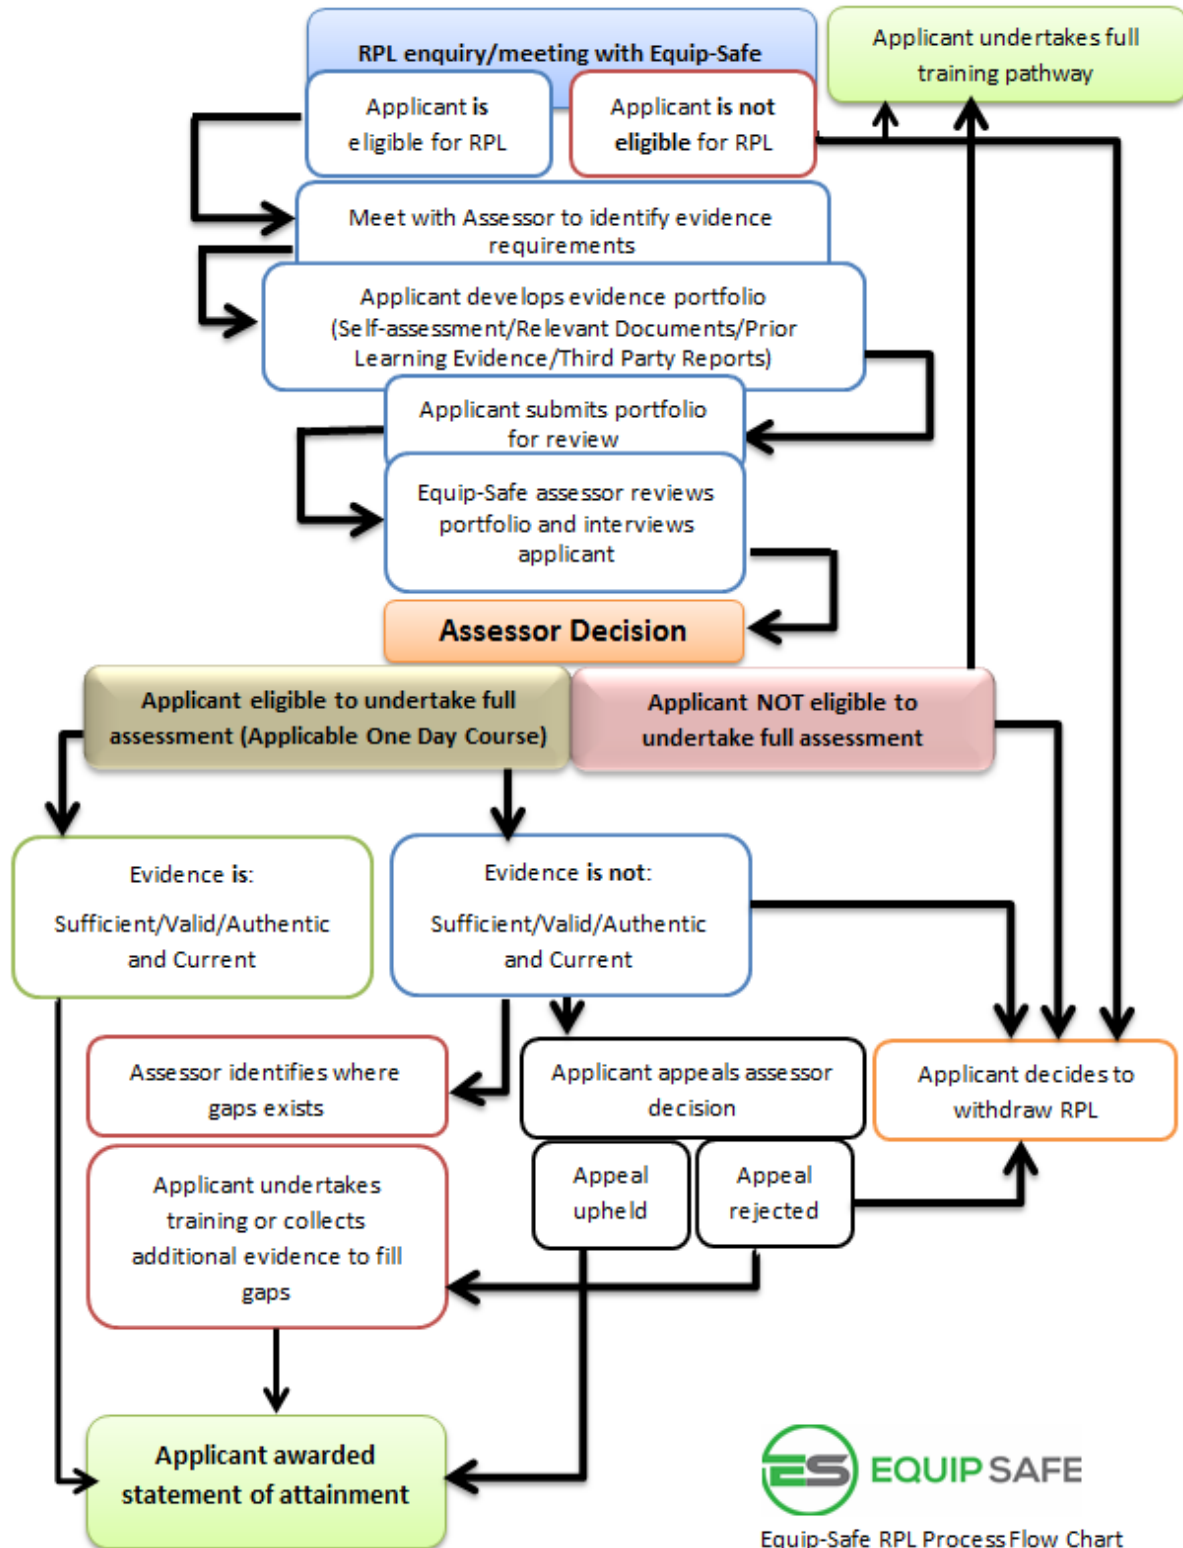 RPL enquiry/meeting with Equip-Safe
Applicant undertakes full
training pathway
Applicant is
eligible for RPL
Applicant is not
eligible for RPL
Meet with Assessor to identify evidence
requirements
Applicant develops evidence portfolio
(Self-assessment/Relevant Documents/Prior
Learning Evidence/Third Party Reports)
Applicant submits portfolio
for review
Equip-Safe assessor reviews
portfolio and interviews
applicant
Assessor Decision
Applicant eligible to undertake full
assessment (Applicable One Day Course)
Applicant NOT eligible to
undertake full assessment
Evidence is:
Sufficient/Valid/Authentic
and Current
Evidence is not:
Sufficient/Valid/Authentic
and Current
Assessor identifies where
gaps exists
Applicant appeals assessor
decision
Applicant decides to
withdraw RPL
Applicant undertakes
training or collects
additional evidence to fill
gaps
Appeal
upheld
Appeal
rejected
Applicant awarded
statement of attainment
ES EQUIP SAFE
Equip-Safe RPL Process Flow Chart